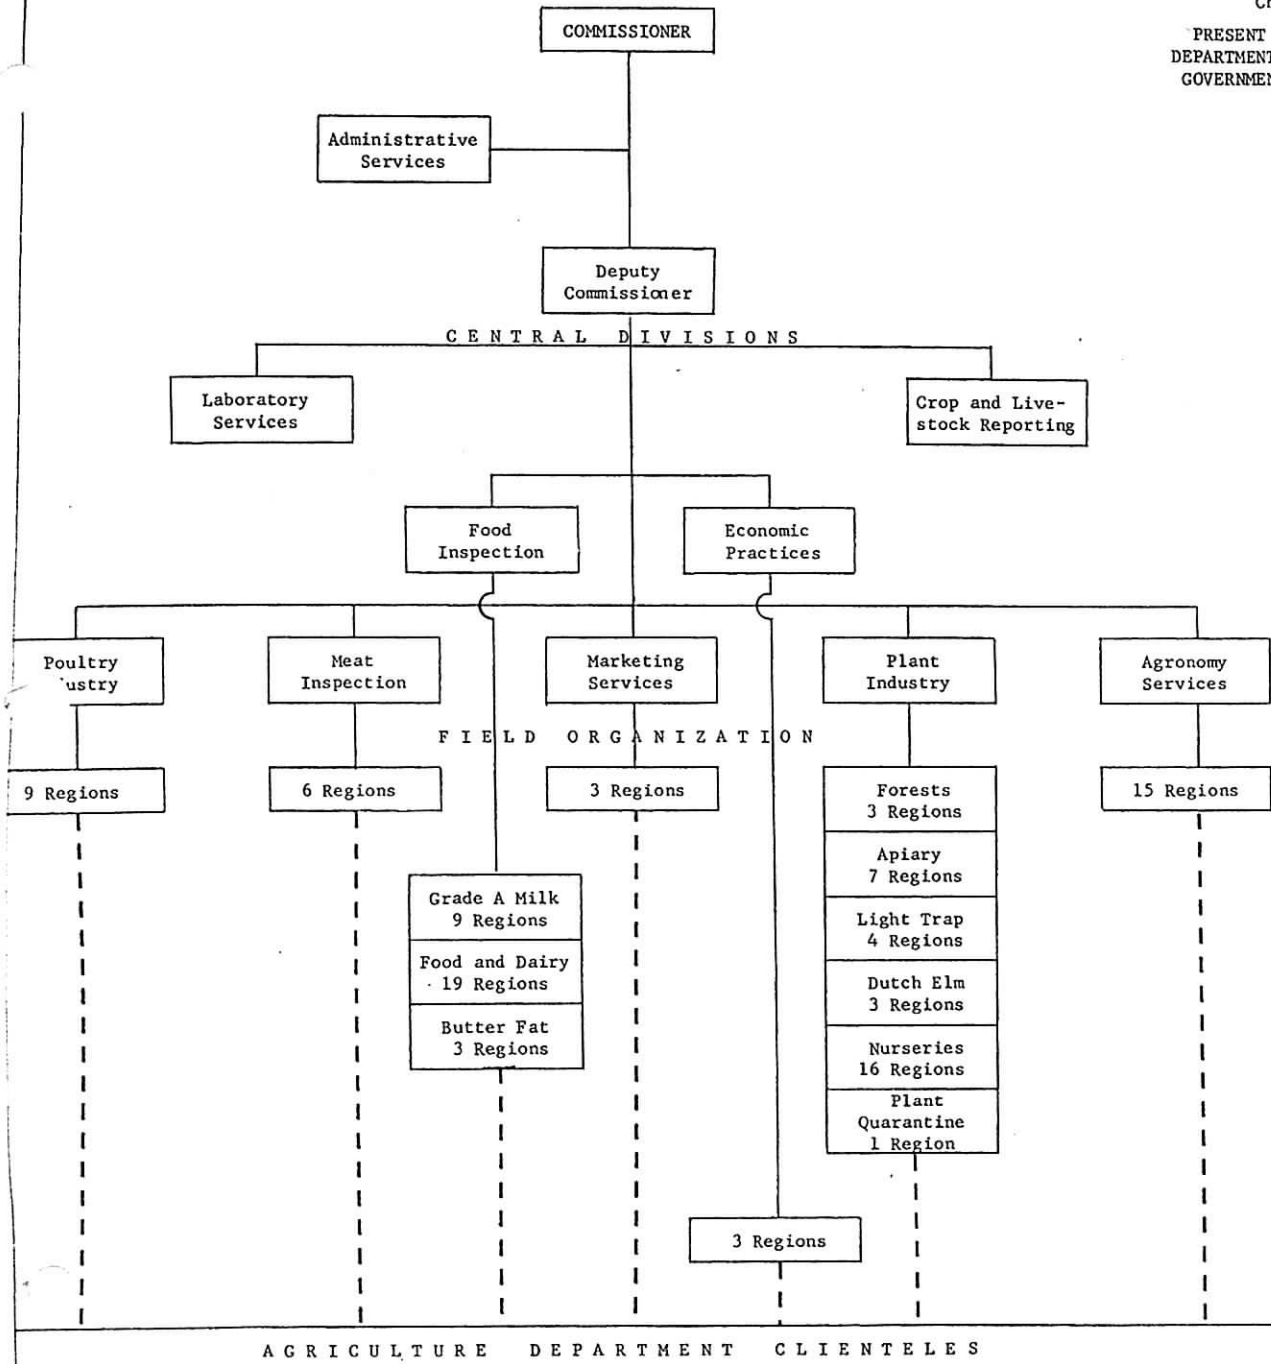 COMMISSIONER
PRESENT
DEPARTMENT
Administrative
Services
Deputy
Commissioner
CENTRAL DIVISIONS
Laboratory
Services
Crop and Live-
stock Reporting
Food
Inspection
Economic
Practices
Poultry
Meat
Inspection
Marketing
Services
Plant
Industry
Agronomy
Services
FIELD ORGANIZATION
9 Regions
6 Regions
3 Regions
Forests
3 Regions
Apiary
7 Regions
Light Trap
4 Regions
Dutch Elm
3 Regions
Nurseries
16 Regions
Plant
Quarantine
1 Region
15 Regions
Grade A Milk
9 Regions
Food and Dairy
19 Regions
Butter Fat
3 Regions
3 Regions
AGRICULTURE DEPARTMENT CLIENTELES